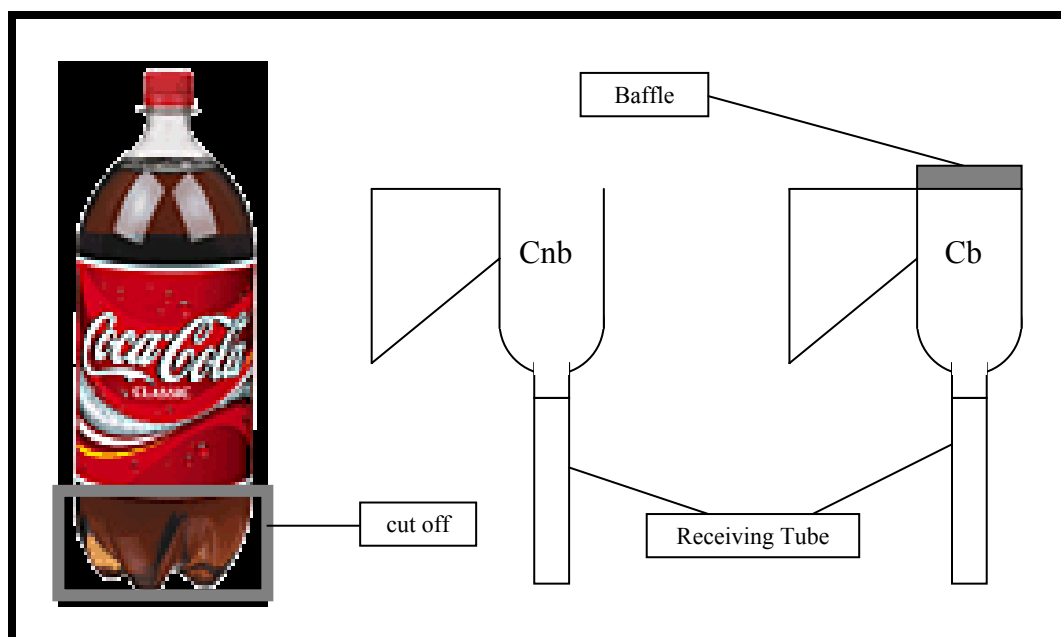 Baffle
Cnb
Cb
Coca-Cola
CLASSIC
cut off
Receiving Tube